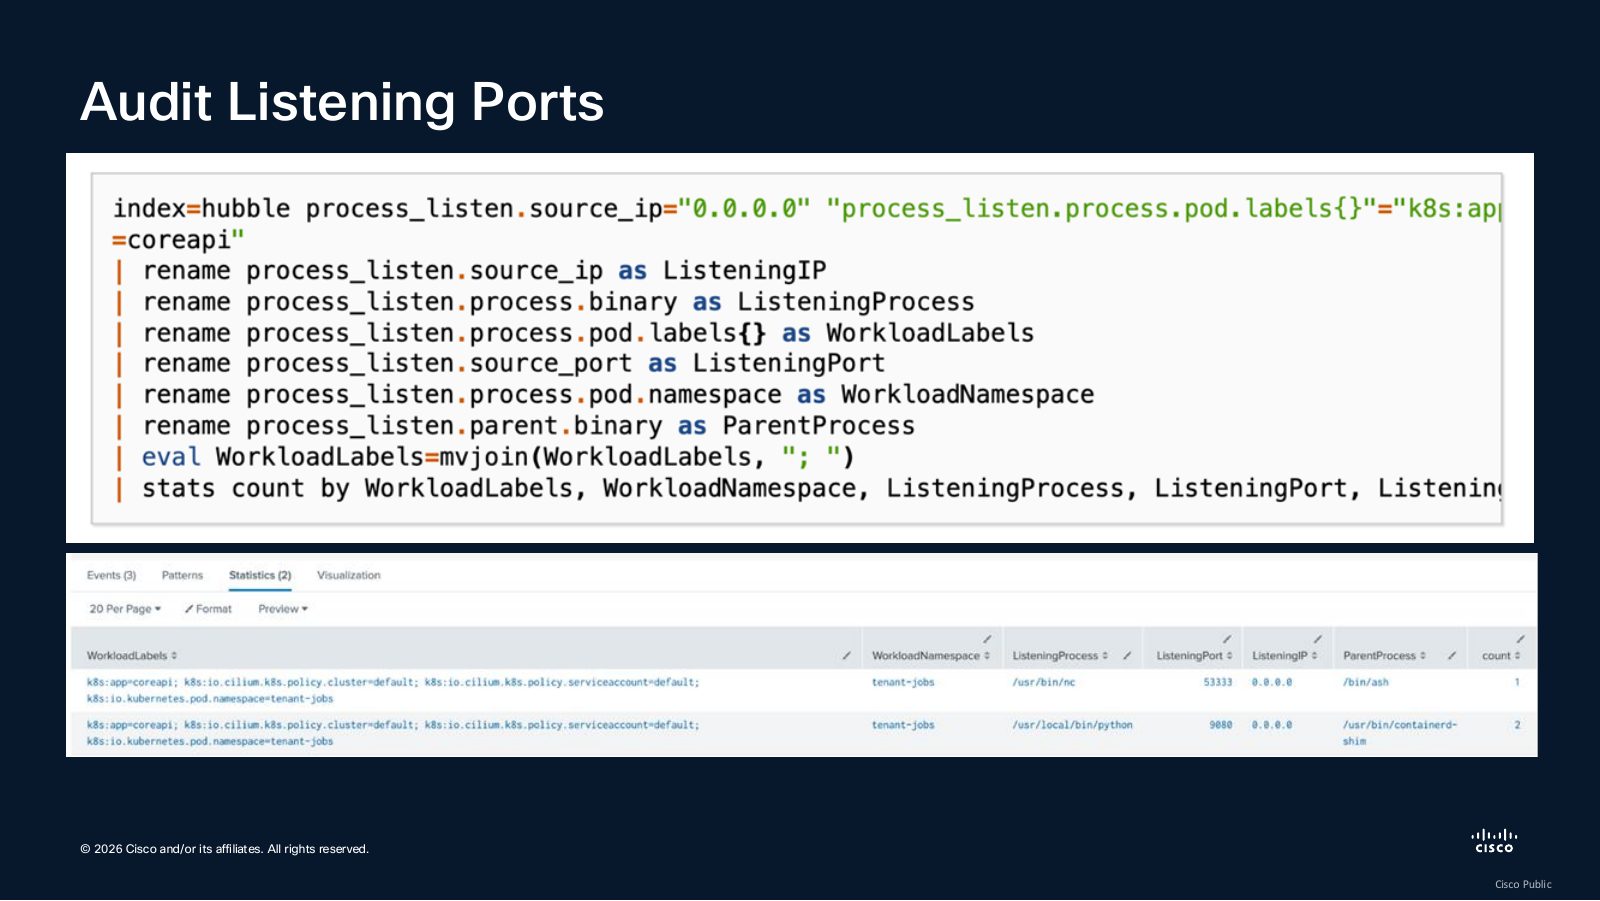 Audit Listening Ports
index=hubble process_listen.source_ip="0.0.0.0" "process_listen.process.pod.labels{}"="k8s:app
=coreapi"
| rename process_listen.source_ip as ListeningIP
| rename process_listen.process.binary as ListeningProcess
| rename process_listen.process.pod.labels{} as WorkloadLabels
| rename process_listen.source_port as ListeningPort
| rename process_listen.process.pod.namespace as WorkloadNamespace
| rename process_listen.parent.binary as ParentProcess
| eval WorkloadLabels=mvjoin(WorkloadLabels, "; ")
| stats count by WorkloadLabels, WorkloadNamespace, ListeningProcess, ListeningPort, Listening
Events (3) Patterns Statistics (2) Visualization
20 Per Page Format Preview
WorkloadLabels WorkloadNamespace ListeningProcess ListeningPort ListeningIP ParentProcess count
k8s:app=coreapi; k8s:io.cilium.k8s.policy.cluster=default; k8s:io.cilium.k8s.policy.serviceaccount=default; tenant-jobs /usr/bin/nc 53333 0.0.0.0 /bin/ash 1
k8s:io.kubernetes.pod.namespace=tenant-jobs
k8s:app=coreapi; k8s:io.cilium.k8s.policy.cluster=default; k8s:io.cilium.k8s.policy.serviceaccount=default; tenant-jobs /usr/local/bin/python 9080 0.0.0.0 /usr/bin/containerd- 2
k8s:io.kubernetes.pod.namespace=tenant-jobs shim
© 2026 Cisco and/or its affiliates. All rights reserved.
CISCO
Cisco Public